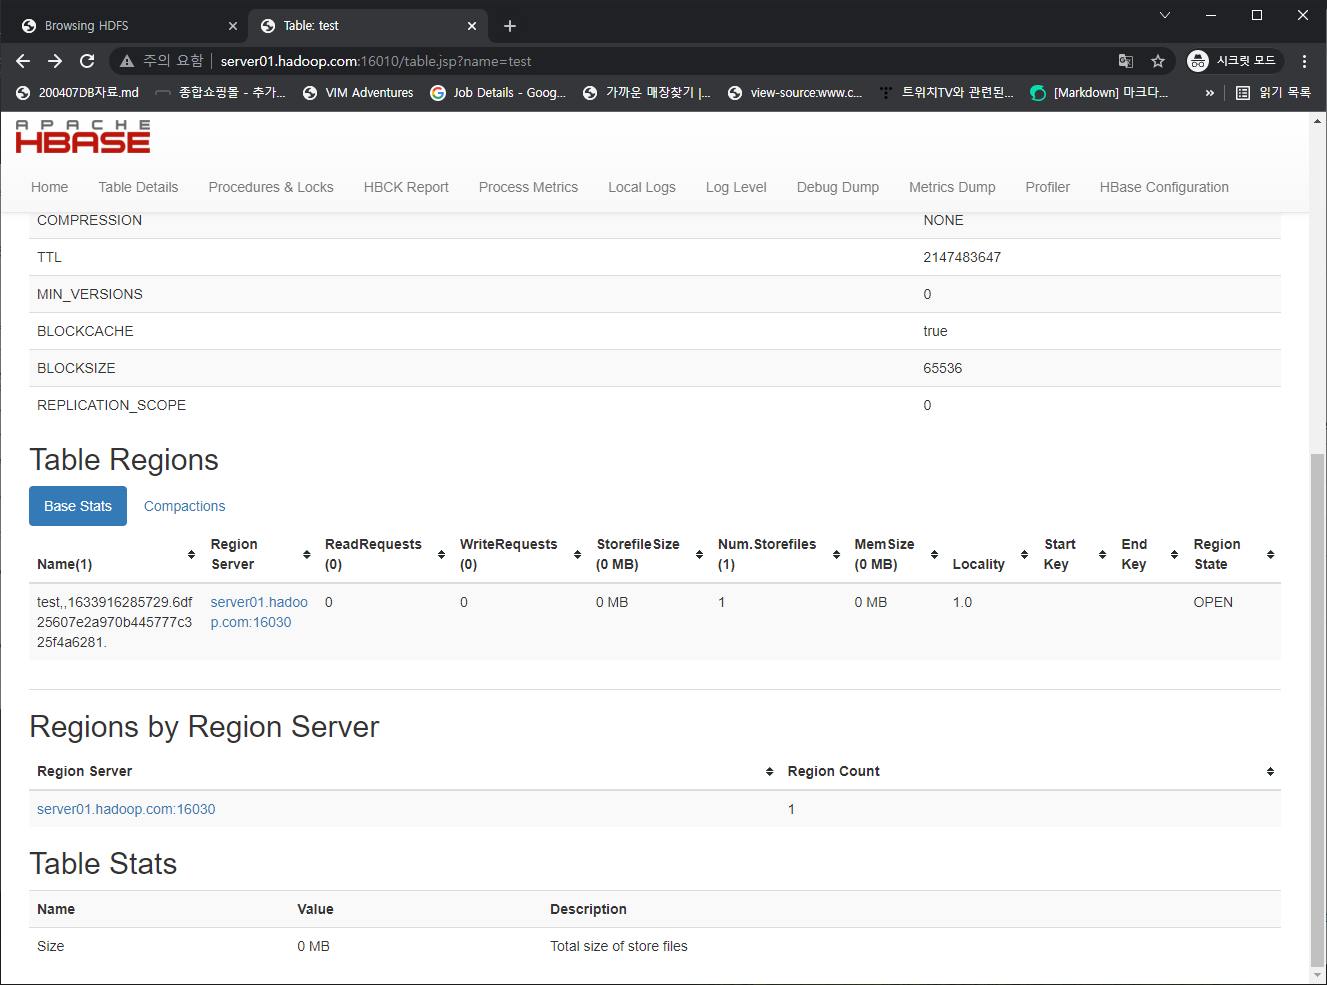 Browsing HDFS
Table: test
주의 요함
server01.hadoop.com:16010/table.jsp?name=test
시크릿 모드
200407DB자료.md
종합쇼핑몰 - 추가...
VIM Adventures
Job Details - Goog...
가까운 매장찾기 |...
view-source:www.c...
트위치TV와 관련된...
[Markdown] 마크다...
»
읽기 목록
APACHE
HBASE
Home
Table Details
Procedures & Locks
HBCK Report
Process Metrics
Local Logs
Log Level
Debug Dump
Metrics Dump
Profiler
HBase Configuration
COMPRESSION NONE
TTL 2147483647
MIN_VERSIONS 0
BLOCKCACHE true
BLOCKSIZE 65536
REPLICATION_SCOPE 0
Table Regions
Base Stats
Compactions
Name(1)
Region
Server
ReadRequests
(0)
WriteRequests
(0)
StorefileSize
(0 MB)
Num.Storefiles
(1)
MemSize
(0 MB)
Locality
Start
Key
End
Key
Region
State
test,,1633916285729.6df
25607e2a970b445777c3
25f4a6281.
server01.hadoo
p.com:16030
0
0
0 MB
1
0 MB
1.0
OPEN
Regions by Region Server
Region Server Region Count
server01.hadoop.com:16030 1
Table Stats
Name Value Description
Size 0 MB Total size of store files